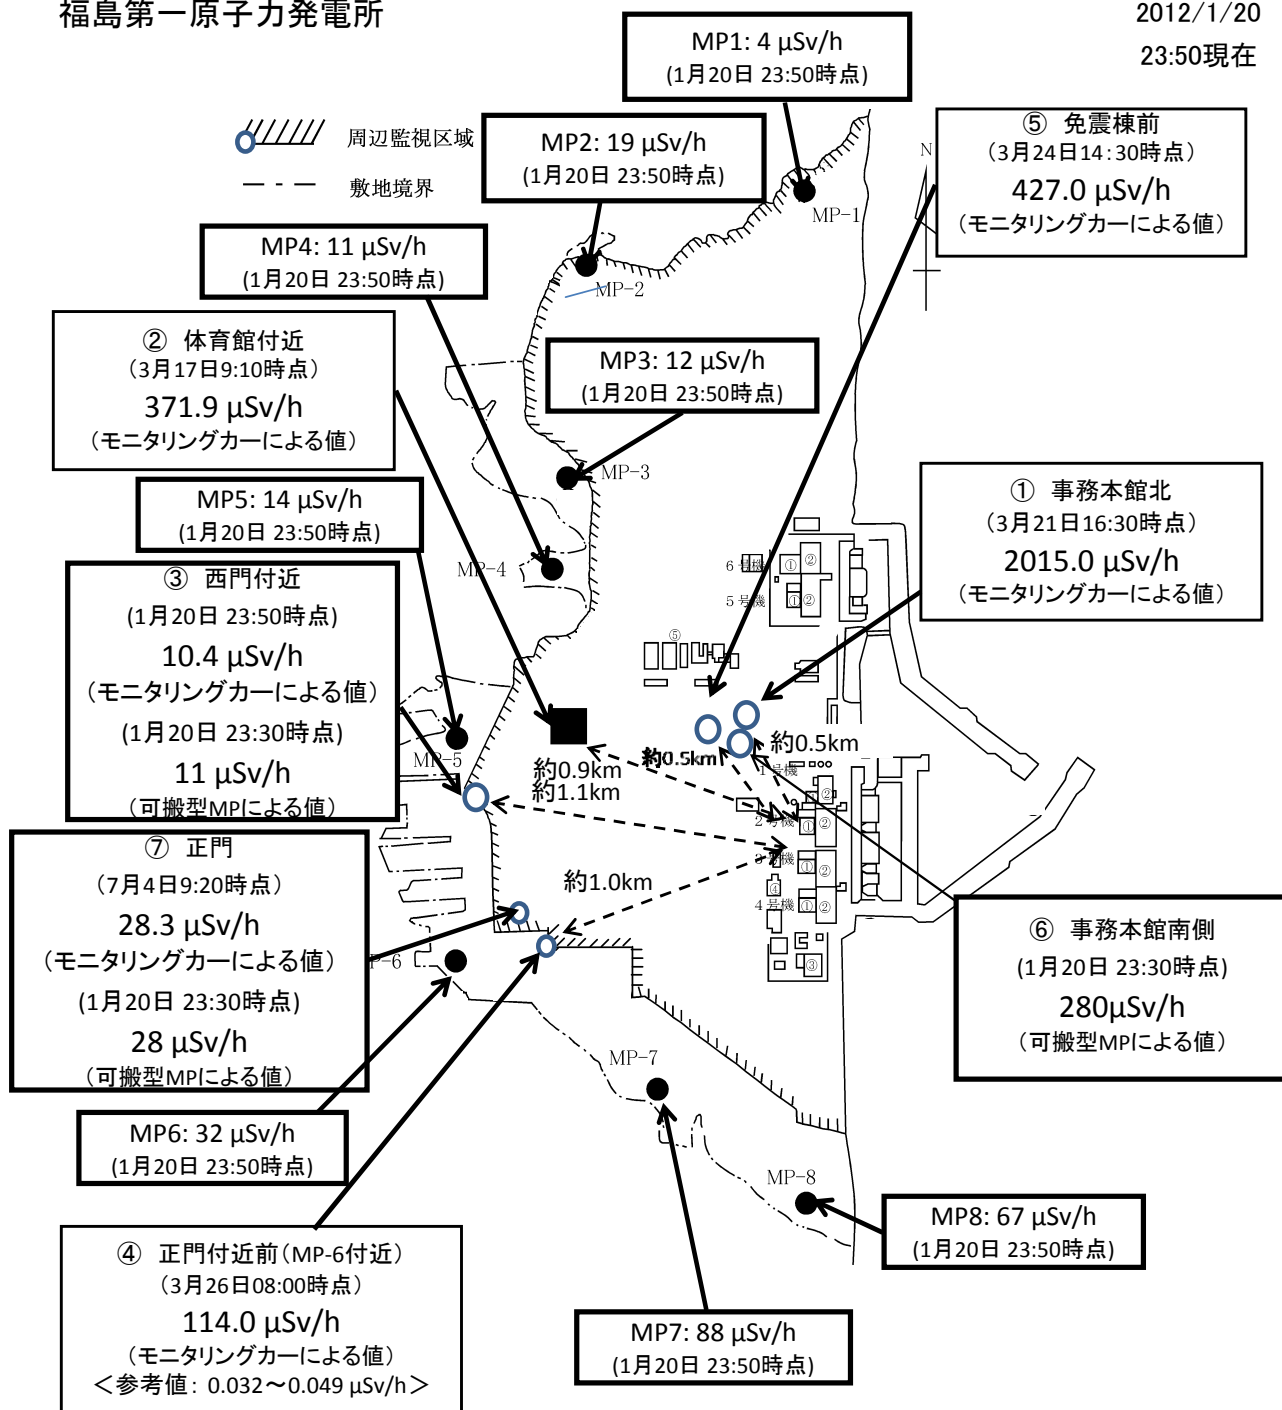 福島第一原子力発電所
2012/1/20
23:50現在
MP1: 4 μSv/h
(1月20日 23:50時点)
周辺監視区域
敷地境界
MP2: 19 μSv/h
(1月20日 23:50時点)
⑤ 免震棟前
(3月24日14:30時点)
427.0 μSv/h
(モニタリングカーによる値)
N
MP-1
MP4: 11 μSv/h
(1月20日 23:50時点)
MP-2
② 体育館付近
(3月17日9:10時点)
371.9 μSv/h
(モニタリングカーによる値)
MP3: 12 μSv/h
(1月20日 23:50時点)
MP-3
① 事務本館北
(3月21日16:30時点)
2015.0 μSv/h
(モニタリングカーによる値)
MP5: 14 μSv/h
(1月20日 23:50時点)
MP-4
6号機
① ②
5号機
① ②
③ 西門付近
(1月20日 23:50時点)
10.4 μSv/h
(モニタリングカーによる値)
(1月20日 23:30時点)
11 μSv/h
(可搬型MPによる値)
⑤
MP-5
約0.9km
約1.1km
約0.5km
約0.5km
1号機
②
2号機
① ②
3号機
① ②
④
4号機
① ②
③
約1.0km
⑦ 正門
(7月4日9:20時点)
28.3 μSv/h
(モニタリングカーによる値)
(1月20日 23:30時点)
28 μSv/h
(可搬型MPによる値)
P-6
⑥ 事務本館南側
(1月20日 23:30時点)
280μSv/h
(可搬型MPによる値)
MP-7
MP6: 32 μSv/h
(1月20日 23:50時点)
MP-8
MP8: 67 μSv/h
(1月20日 23:50時点)
④ 正門付近前(MP-6付近)
(3月26日08:00時点)
114.0 μSv/h
(モニタリングカーによる値)
<参考値: 0.032～0.049 μSv/h>
MP7: 88 μSv/h
(1月20日 23:50時点)